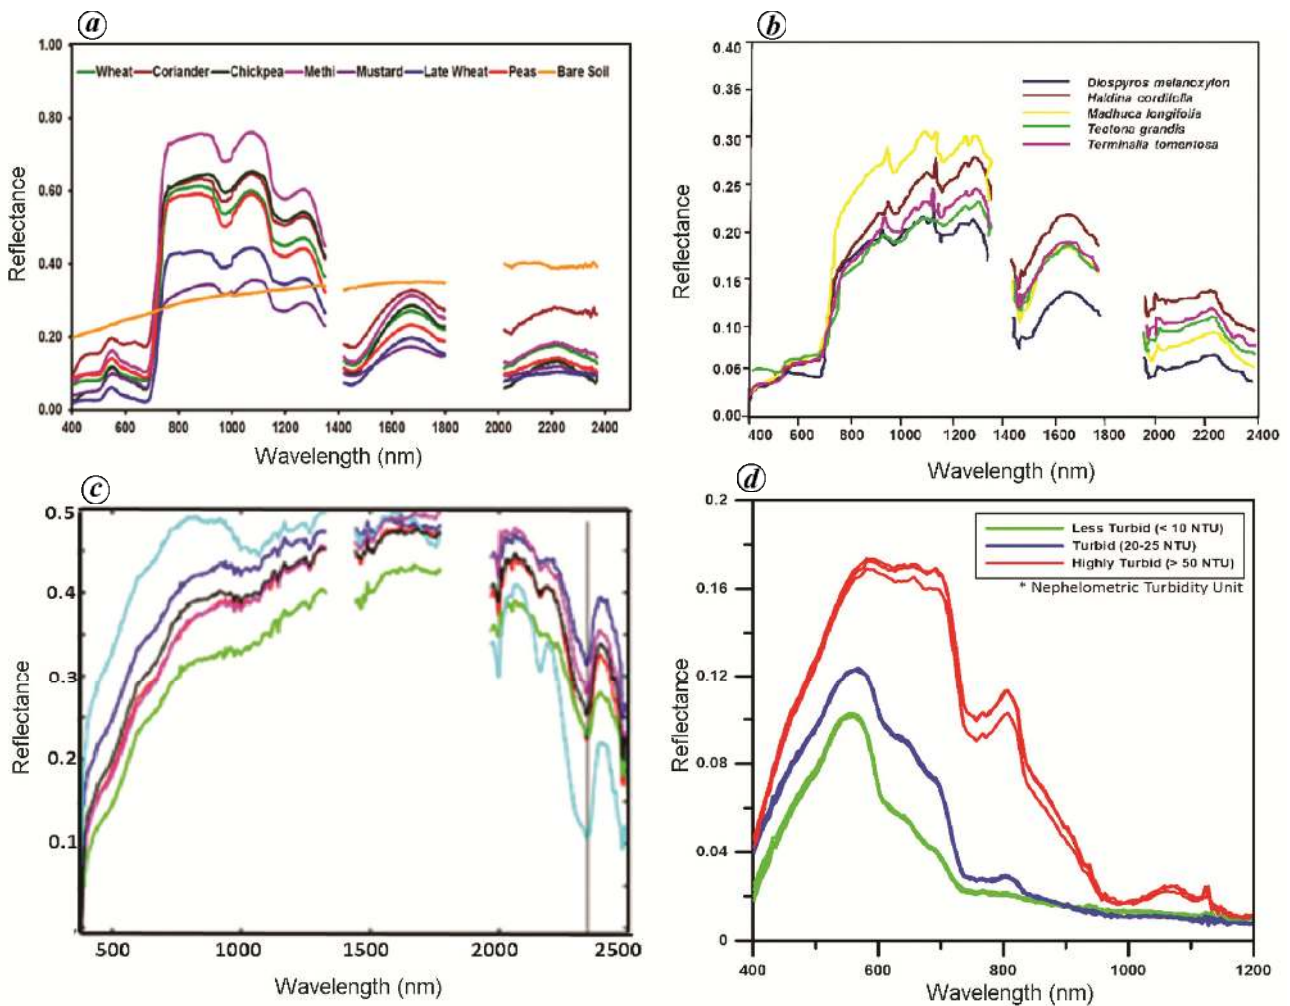 a
1.00
0.80
0.60
0.40
0.20
0.00
Reflectance
Wheat Coriander Chickpea Methi Mustard Late Wheat Peas Bare Soil
400 600 800 1000 1200 1400 1600 1800 2000 2200 2400
Wavelength (nm)
b
0.40
0.36
0.30
0.25
0.20
0.16
0.10
0.06
0.00
Reflectance
Diospyros melanoxylon
Haldina cordifolia
Madhuca longifolia
Tectona grandis
Terminalia tomentosa
400 600 800 1000 1200 1400 1600 1800 2000 2200 2400
Wavelength (nm)
c
0.5
0.4
0.3
0.2
0.1
Reflectance
500 1000 1500 2000 2500
Wavelength (nm)
d
0.2
0.16
0.12
0.08
0.04
0
Reflectance
Less Turbid (< 10 NTU)
Turbid (20-25 NTU)
Highly Turbid (> 50 NTU)
* Nephelometric Turbidity Unit
400 600 800 1000 1200
Wavelength (nm)